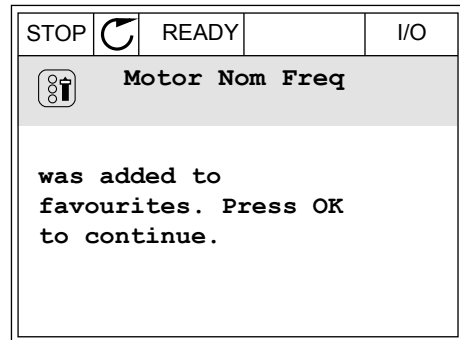 STOP READY I/O
Motor Nom Freq
was added to
favourites. Press OK
to continue.